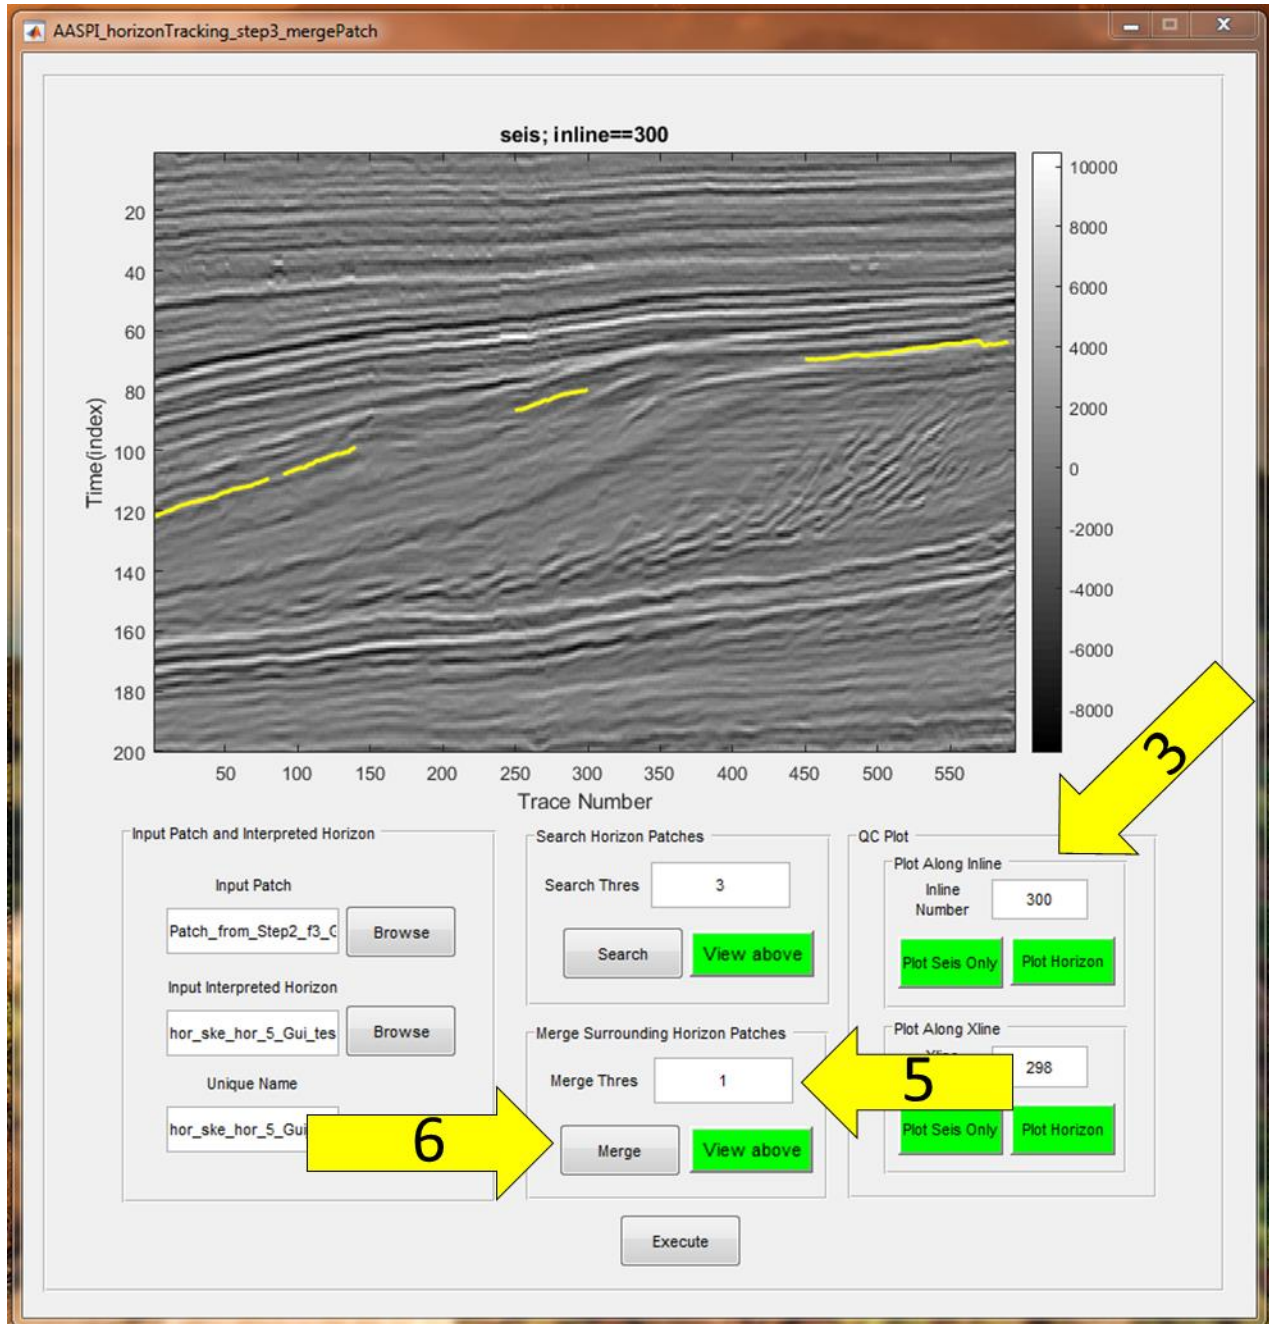 AASPI_horizonTracking_step3_mergePatch
seis; inline==300
10000
8000
6000
4000
2000
0
-2000
-4000
-6000
-8000
20
40
60
80
100
120
140
160
180
200
Time(index)
50 100 150 200 250 300 350 400 450 500 550
Trace Number
3
Input Patch and Interpreted Horizon
Input Patch
Patch_from_Step2_f3_G
Browse
Input Interpreted Horizon
hor_ske_hor_5_Gui_tes
Browse
Unique Name
hor_ske_hor_5_Gui
Search Horizon Patches
Search Thres 3
Search View above
Merge Surrounding Horizon Patches
Merge Thres 1
5
6
Merge View above
QC Plot
Plot Along Inline
Inline
Number
300
Plot Seis Only Plot Horizon
Plot Along Xline
298
Plot Seis Only Plot Horizon
Execute